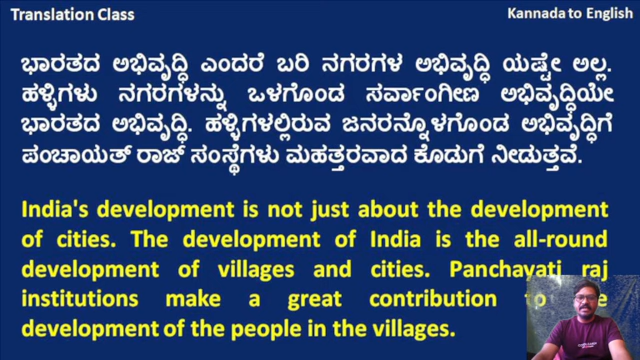 Translation Class
Kannada to English
ಭಾರತದ ಅಭಿವೃದ್ಧಿ ಎಂದರೆ ಬರಿ ನಗರಗಳ ಅಭಿವೃದ್ಧಿ ಯಷ್ಟೇ ಅಲ್ಲ.
ಹಳ್ಳಿಗಳು ನಗರಗಳನ್ನು ಒಳಗೊಂಡ ಸರ್ವಾಂಗೀಣ ಅಭಿವೃದ್ಧಿಯೇ
ಭಾರತದ ಅಭಿವೃದ್ಧಿ. ಹಳ್ಳಿಗಳಲ್ಲಿರುವ ಜನರನ್ನೊಳಗೊಂಡ ಅಭಿವೃದ್ಧಿಗೆ
ಪಂಚಾಯತ್ ರಾಜ್ ಸಂಸ್ಥೆಗಳು ಮಹತ್ತರವಾದ ಕೊಡುಗೆ ನೀಡುತ್ತವೆ.
India's development is not just about the development
of cities. The development of India is the all-round
development of villages and cities. Panchayati raj
institutions make a great contribution to
development of the people in the villages.